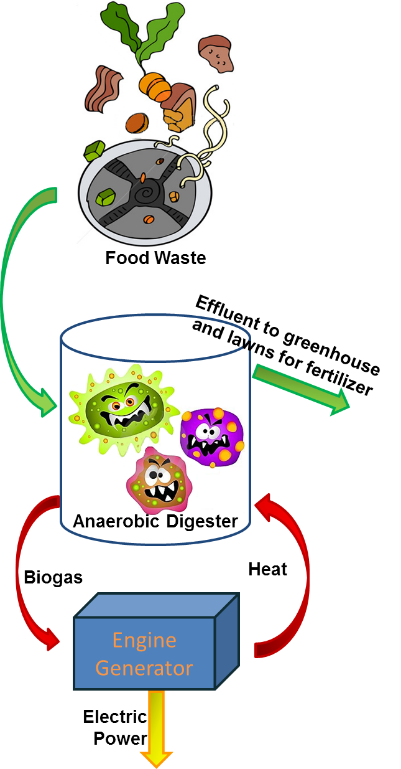 Food Waste
Effluent to greenhouse
and lawns for fertilizer
Anaerobic Digester
Biogas
Heat
Engine
Generator
Electric
Power